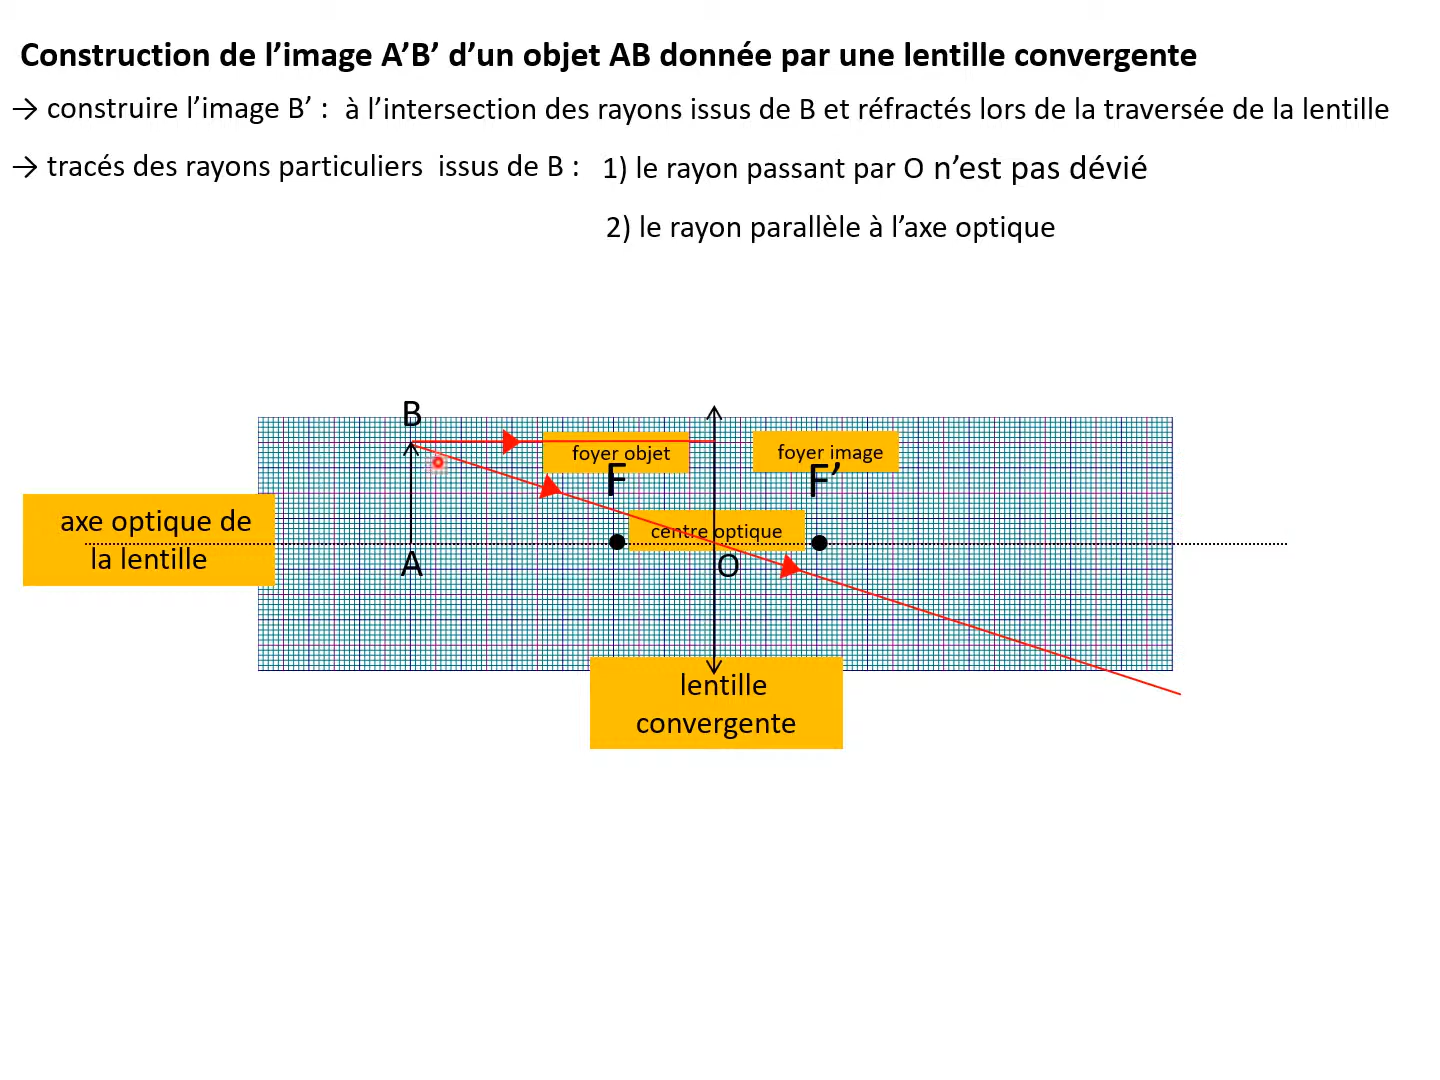 Construction de l’image A’B’ d’un objet AB donnée par une lentille convergente
→ construire l’image B’ : à l’intersection des rayons issus de B et réfractés lors de la traversée de la lentille
→ tracés des rayons particuliers issus de B : 1) le rayon passant par O n’est pas dévié
2) le rayon parallèle à l’axe optique
B
foyer objet
foyer image
F
F’
axe optique de
la lentille
centre optique
A
O
lentille
convergente